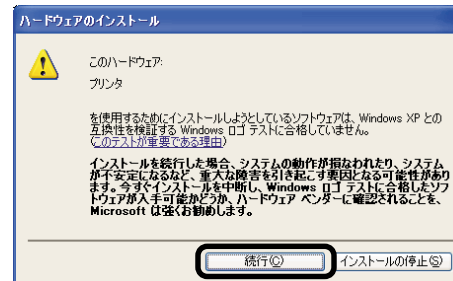 ハードウェアのインストール
このハードウェア:
プリンタ
を使用するためにインストールしようとしているソフトウェアは、Windows XP との
互換性を検証する Windows ロゴ テストに合格していません。
(このテストが重要である理由)
インストールを続行した場合、システムの動作が損なわれたり、システム
が不安定になるなど、重大な障害を引き起こす要因となる可能性があり
ます。今すぐインストールを中断し、Windows ロゴ テストに合格したソフ
トウェアが入手可能かどうか、ハードウェア ベンダーに確認されることを、
Microsoft は強くお勧めします。
続行(C)
インストールの停止(S)